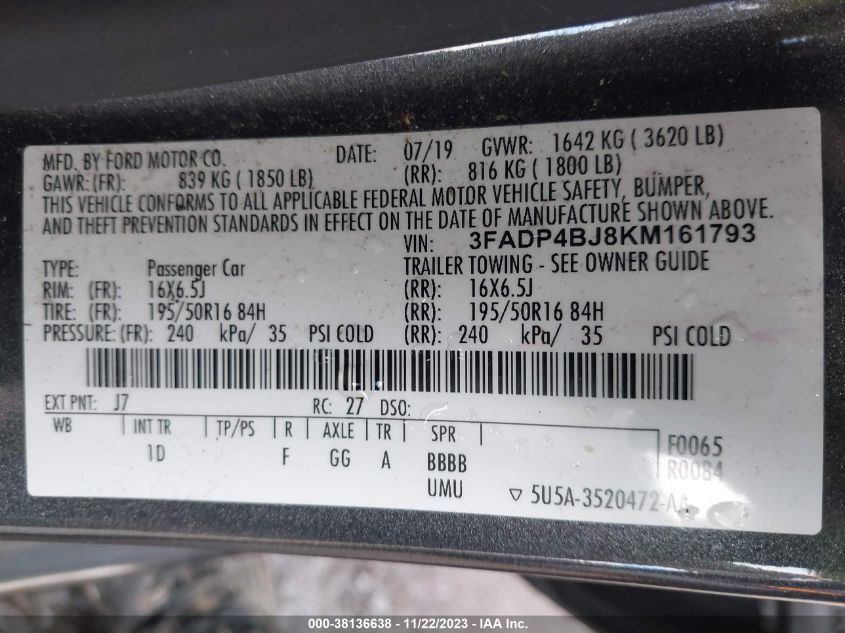 MFD. BY FORD MOTOR CO. DATE: 07/19 GVWR: 1642 KG ( 3620 LB)
GAWR:(FR): 839 KG ( 1850 LB) (RR): 816 KG ( 1800 LB)
THIS VEHICLE CONFORMS TO ALL APPLICABLE FEDERAL MOTOR VEHICLE SAFETY, BUMPER,
AND THEFT PREVENTION STANDARDS IN EFFECT ON THE DATE OF MANUFACTURE SHOWN ABOVE.
VIN: 3FADP4BJ8KM161793
TYPE: Passenger Car TRAILER TOWING - SEE OWNER GUIDE
RIM: (FR): 16X6.5J (RR): 16X6.5J
TIRE: (FR): 195/50R16 84H (RR): 195/50R16 84H
PRESSURE: (FR): 240 kPa/ 35 PSI COLD (RR): 240 kPa/ 35 PSI COLD
EXT PNT: J7 RC: 27 DSO:
WB INT TR TP/PS R AXLE TR SPR F0065
1D F GG A BBBB R0084
UMU ▽ 5U5A-3520472-AA
000-38136638 - 11/22/2023 - IAA Inc.